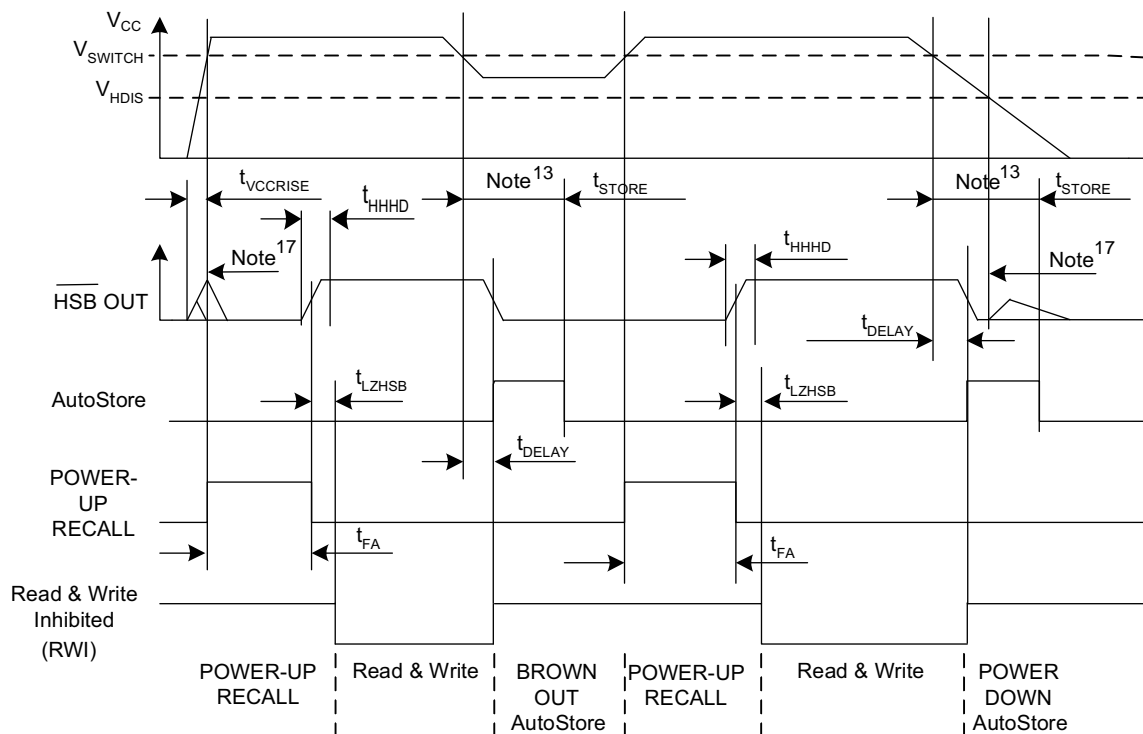 VCC
VSWITCH
VHDIS
tVCCRISE
Note13
tSTORE
Note13
tSTORE
tHHHD
Note17
tHHHD
Note17
HSB OUT
tDELAY
tLZHSB
tLZHSB
AutoStore
tDELAY
POWER-
UP
RECALL
tFA
tFA
Read & Write
Inhibited
(RWI)
POWER-UP
RECALL
Read & Write
BROWN
OUT
AutoStore
POWER-UP
RECALL
Read & Write
POWER
DOWN
AutoStore